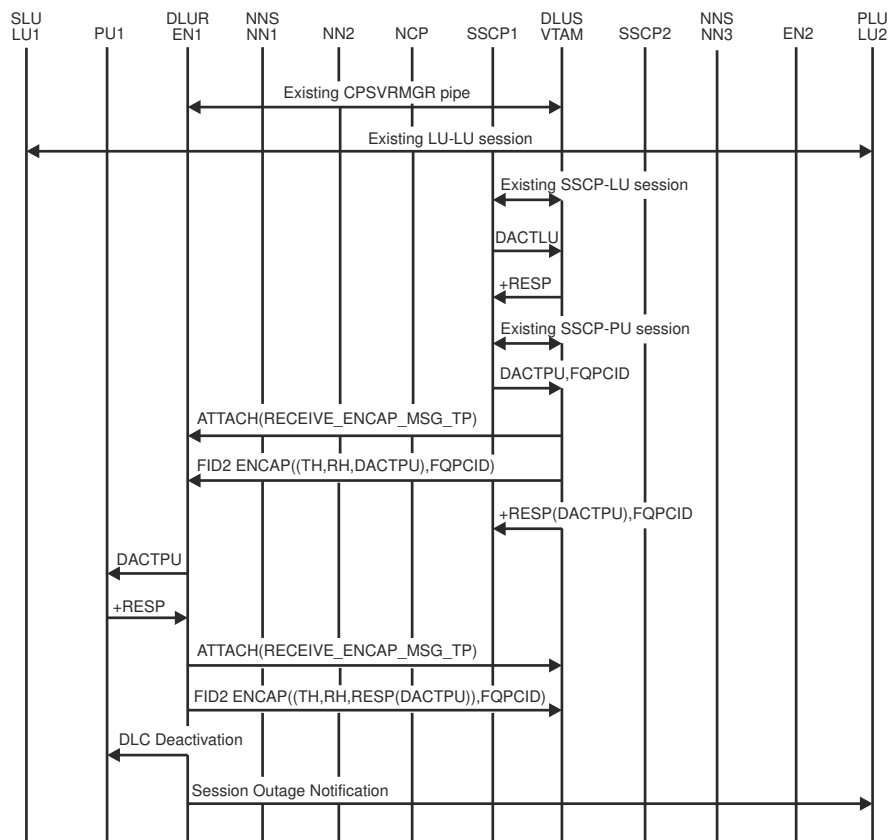 SLU LU1
PU1
DLUR EN1
NNS NN1
NN2
NCP
SSCP1
DLUS VTAM
SSCP2
NNS NN3
EN2
PLU LU2
Existing CPSVRMGR pipe
Existing LU-LU session
Existing SSCP-LU session
DACTLU
+RESP
Existing SSCP-PU session
DACTPU,FQPCID
ATTACH(RECEIVE_ENCAP_MSG_TP)
FID2 ENCAP((TH,RH,DACTPU),FQPCID)
+RESP(DACTPU),FQPCID
DACTPU
+RESP
ATTACH(RECEIVE_ENCAP_MSG_TP)
FID2 ENCAP((TH,RH,RESP(DACTPU)),FQPCID)
DLC Deactivation
Session Outage Notification